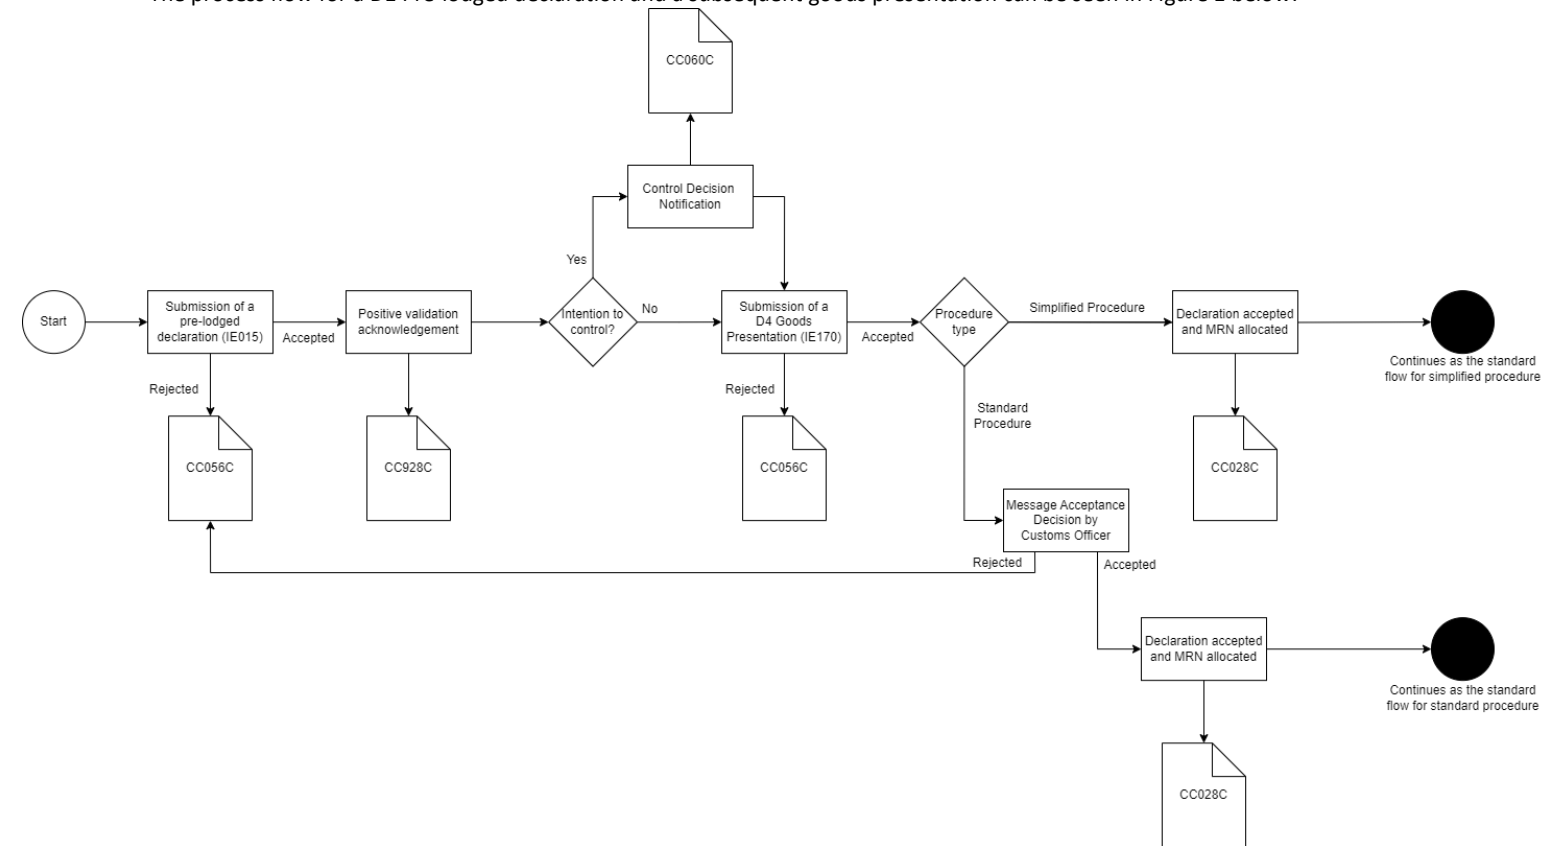 CC060C
Control Decision
Notification
Yes
Start
Submission of a
pre-lodged
declaration (IE015)
Accepted
Positive validation
acknowledgement
Intention to
control?
No
Submission of a
D4 Goods
Presentation (IE170)
Accepted
Procedure
type
Simplified Procedure
Declaration accepted
and MRN allocated
Continues as the standard
flow for simplified procedure
Rejected
Rejected
Standard
Procedure
CC056C
CC928C
CC056C
CC028C
Message Acceptance
Decision by
Customs Officer
Rejected
Accepted
Declaration accepted
and MRN allocated
Continues as the standard
flow for standard procedure
CC028C